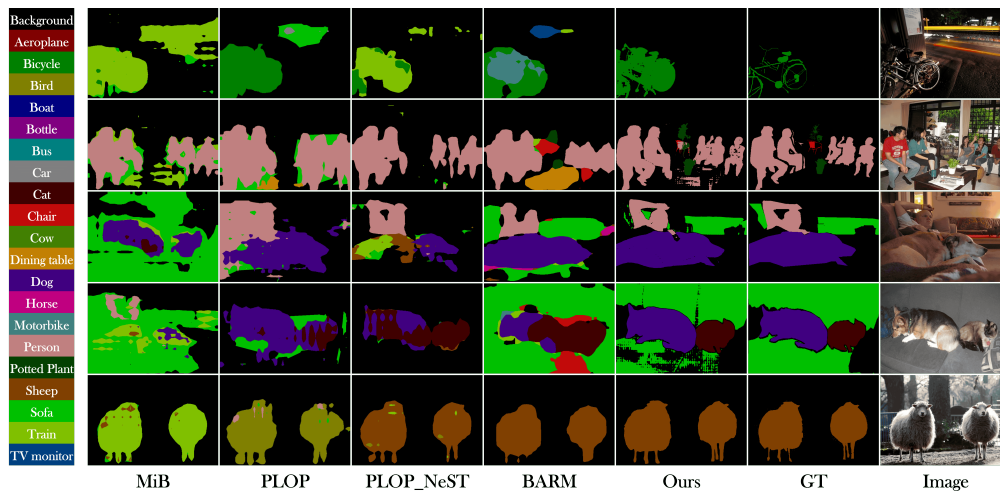 Background
Aeroplane
Bicycle
Bird
Boat
Bottle
Bus
Car
Cat
Chair
Cow
Dining table
Dog
Horse
Motorbike
Person
Potted Plant
Sheep
Sofa
Train
TV monitor
MiB PLOP PLOP_NeST BARM Ours GT Image